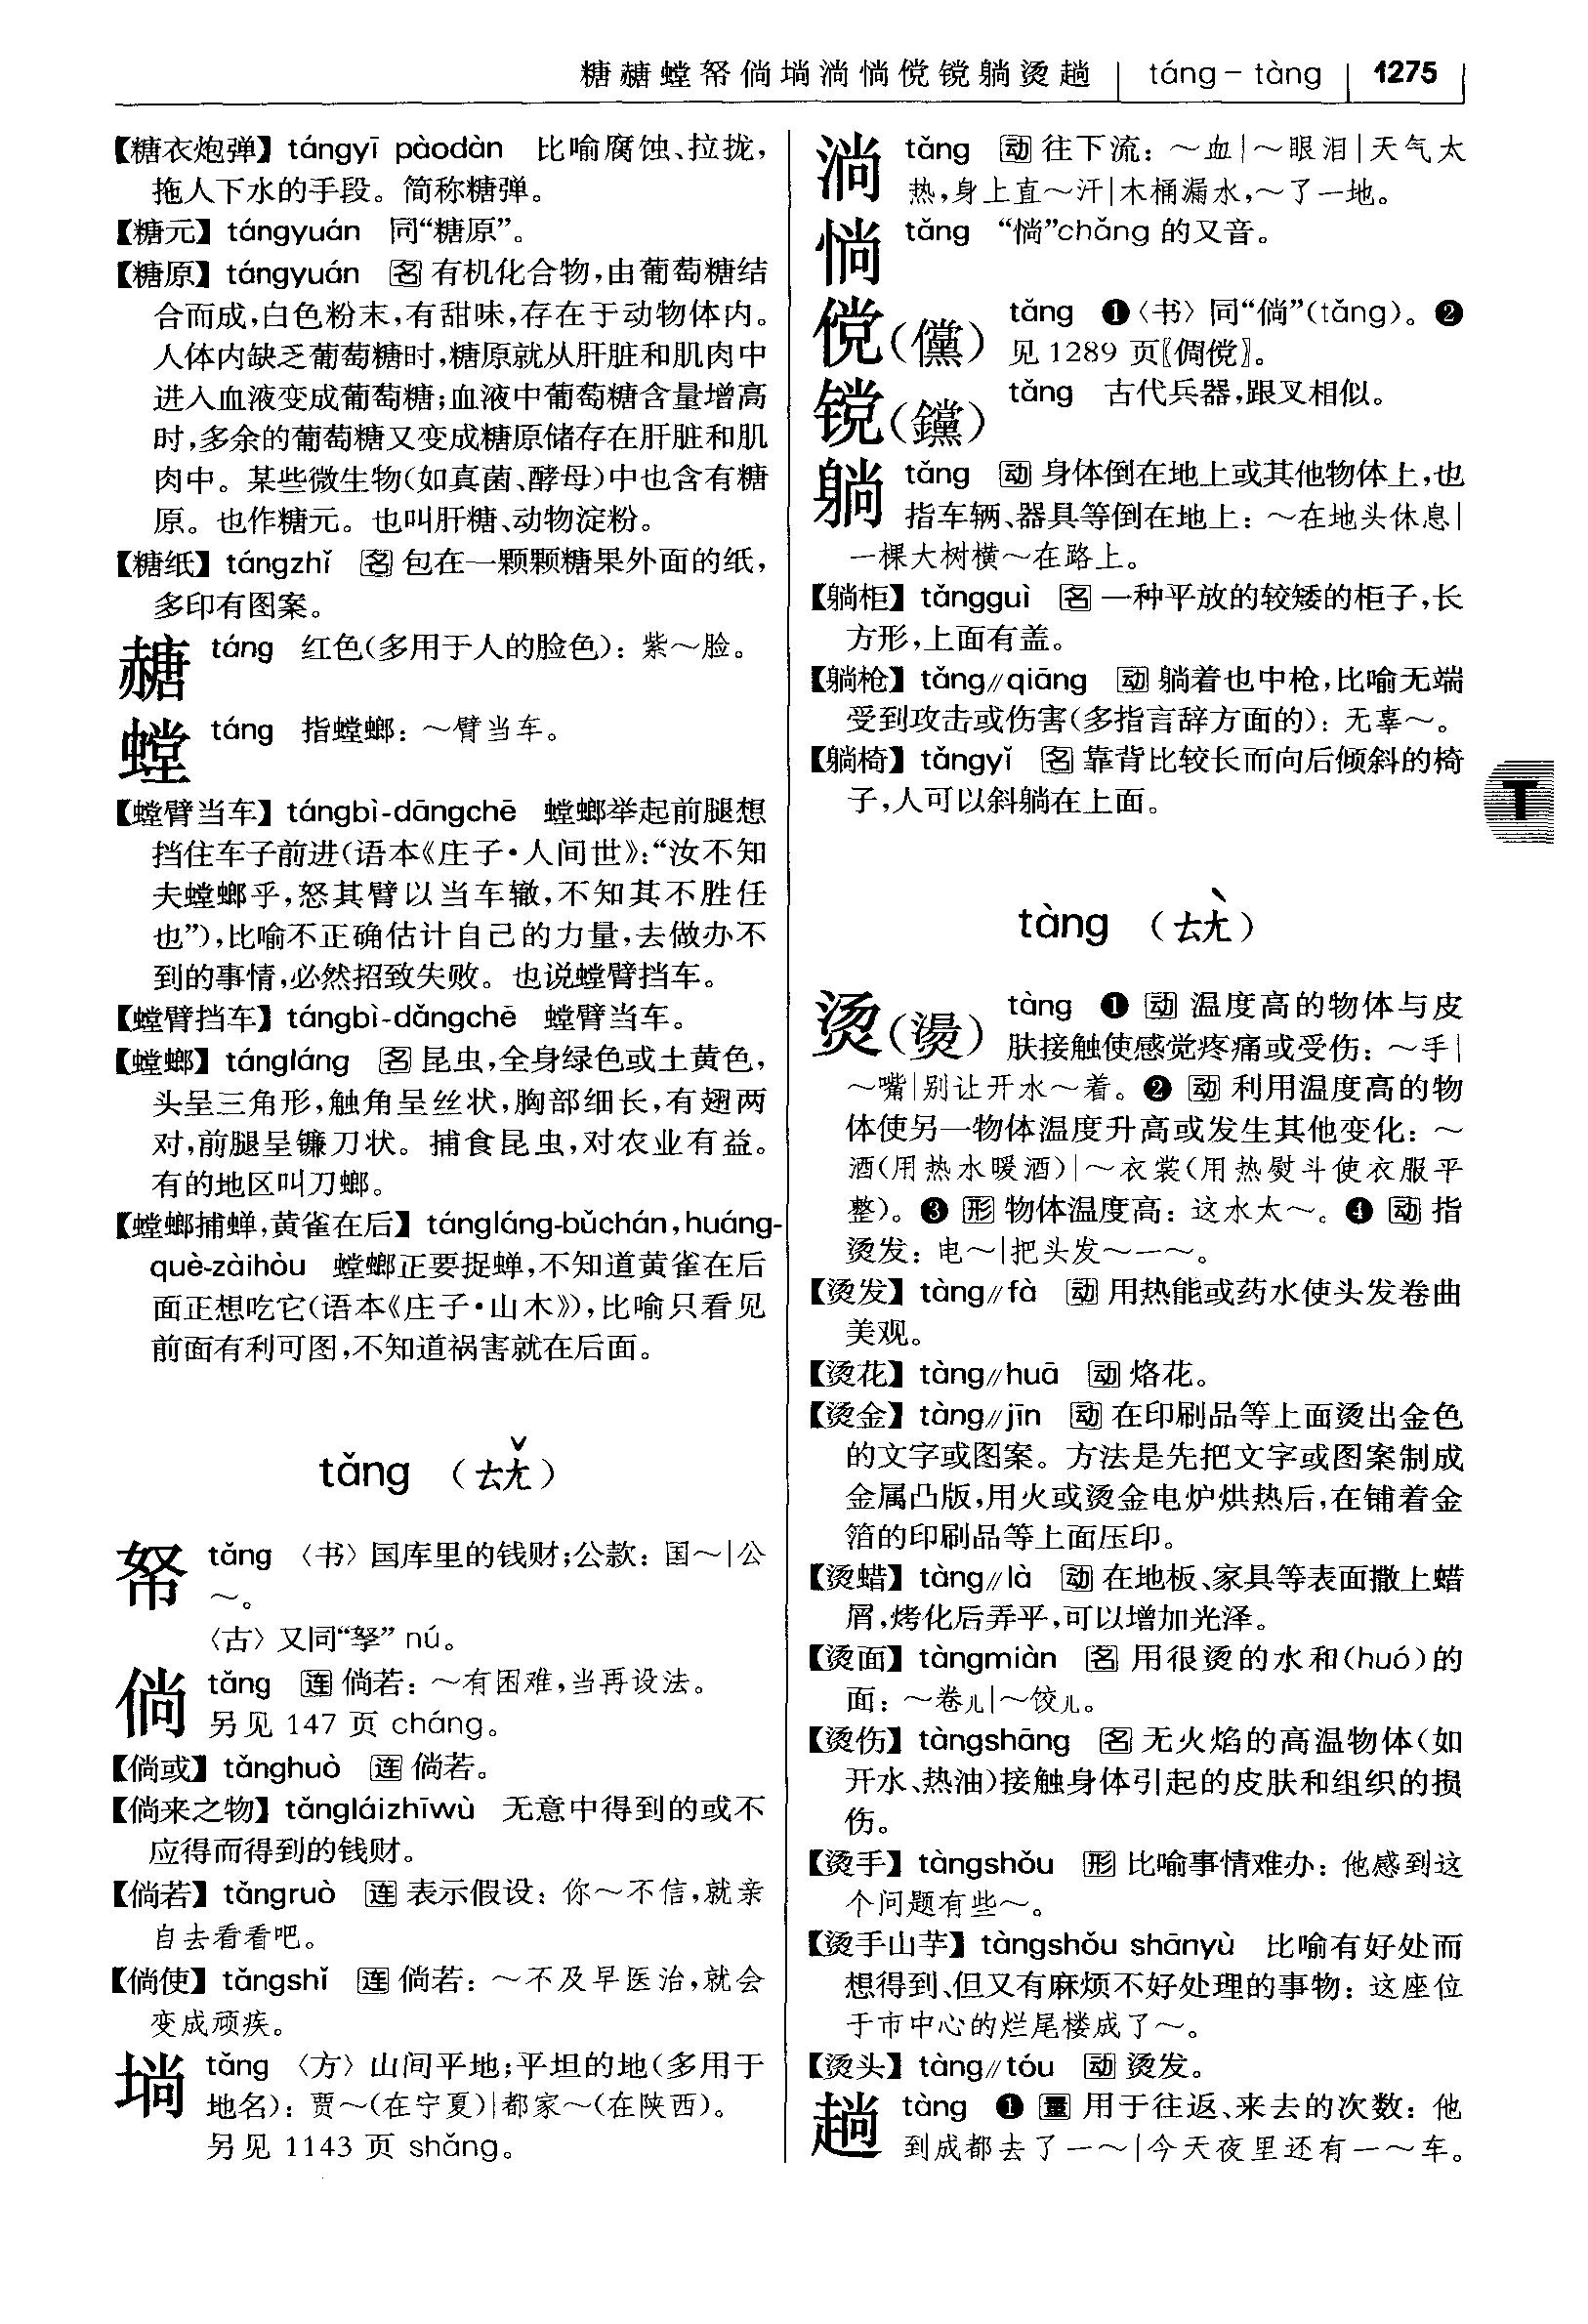 糖赯螗帑倘埫淌惝傥镋躺烫趟 táng－tàng 1275
【糖衣炮弹】tángyī pàodàn 比喻腐蚀、拉拢，
拖人下水的手段。简称糖弹。
【糖元】tángyuán 同“糖原”。
【糖原】tángyuán 名 有机化合物，由葡萄糖结
合而成，白色粉末，有甜味，存在于动物体内。
人体内缺乏葡萄糖时，糖原就从肝脏和肌肉中
进入血液变成葡萄糖；血液中葡萄糖含量增高
时，多余的葡萄糖又变成糖原储存在肝脏和肌
肉中。某些微生物（如真菌、酵母）中也含有糖
原。也作糖元。也叫肝糖、动物淀粉。
【糖纸】tángzhǐ 名 包在一颗颗糖果外面的纸，
多印有图案。
赯 táng 红色（多用于人的脸色）：紫～脸。
螳 táng 指螳螂：～臂当车。
【螳臂当车】tángbì-dāngchē 螳螂举起前腿想
挡住车子前进（语本《庄子·人间世》：“汝不知
夫螳螂乎，怒其臂以当车辙，不知其不胜任
也”），比喻不正确估计自己的力量，去做办不
到的事情，必然招致失败。也说螳臂挡车。
【螳臂挡车】tángbì-dǎngchē 螳臂当车。
【螳螂】tángláng 名 昆虫，全身绿色或土黄色，
头呈三角形，触角呈丝状，胸部细长，有翅两
对，前腿呈镰刀状。捕食昆虫，对农业有益。
有的地区叫刀螂。
【螳螂捕蝉，黄雀在后】tángláng-bǔchán，huáng-
què-zàihòu 螳螂正要捉蝉，不知道黄雀在后
面正想吃它（语本《庄子·山木》），比喻只看见
前面有利可图，不知道祸害就在后面。
tǎng （ㄊㄤˇ）
帑 tǎng 〈书〉国库里的钱财；公款：国～|公
～。
〈古〉又同“孥”nú。
倘 tǎng 连 倘若：～有困难，当再设法。
另见 147 页 cháng。
【倘或】tǎnghuò 连 倘若。
【倘来之物】tǎngláizhīwù 无意中得到的或不
应得而得到的钱财。
【倘若】tǎngruò 连 表示假设：你～不信，就亲
自去看看吧。
【倘使】tǎngshǐ 连 倘若：～不及早医治，就会
变成顽疾。
埫 tǎng 〈方〉山间平地；平坦的地（多用于
地名）：贾～（在宁夏）|都家～（在陕西）。
另见 1143 页 shǎng。
淌 tǎng 动 往下流：～血|～眼泪|天气太
热，身上直～汗|木桶漏水，～了一地。
惝 tǎng “惝”chǎng 的又音。
傥（儻） tǎng ❶〈书〉同“倘”（tǎng）。❷
见 1289 页〖倜傥〗。
镋（钂） tǎng 古代兵器，跟叉相似。
躺 tǎng 动 身体倒在地上或其他物体上，也
指车辆、器具等倒在地上：～在地头休息|
一棵大树横～在路上。
【躺柜】tǎngguì 名 一种平放的较矮的柜子，长
方形，上面有盖。
【躺枪】tǎng//qiāng 动 躺着也中枪，比喻无端
受到攻击或伤害（多指言辞方面的）：无辜～。
【躺椅】tǎngyǐ 名 靠背比较长而向后倾斜的椅
子，人可以斜躺在上面。
T
tàng （ㄊㄤˋ）
烫（燙） tàng ❶ 动 温度高的物体与皮
肤接触使感觉疼痛或受伤：～手|
～嘴|别让开水～着。❷ 动 利用温度高的物
体使另一物体温度升高或发生其他变化：～
酒（用热水暖酒）|～衣裳（用热熨斗使衣服平
整）。❸ 形 物体温度高：这水太～。❹ 动 指
烫发：电～|把头发～一～。
【烫发】tàng//fà 动 用热能或药水使头发卷曲
美观。
【烫花】tàng//huā 动 烙花。
【烫金】tàng//jīn 动 在印刷品等上面烫出金色
的文字或图案。方法是先把文字或图案制成
金属凸版，用火或烫金电炉烘热后，在铺着金
箔的印刷品等上面压印。
【烫蜡】tàng//là 动 在地板、家具等表面撒上蜡
屑，烤化后弄平，可以增加光泽。
【烫面】tàngmiàn 名 用很烫的水和（huó）的
面：～卷儿|～饺儿。
【烫伤】tàngshāng 名 无火焰的高温物体（如
开水、热油）接触身体引起的皮肤和组织的损
伤。
【烫手】tàngshǒu 形 比喻事情难办：他感到这
个问题有些～。
【烫手山芋】tàngshǒu shānyù 比喻有好处而
想得到、但又有麻烦不好处理的事物：这座位
于市中心的烂尾楼成了～。
【烫头】tàng//tóu 动 烫发。
趟 tàng ❶ 量 用于往返、来去的次数：他
到成都去了一～|今天夜里还有一～车。